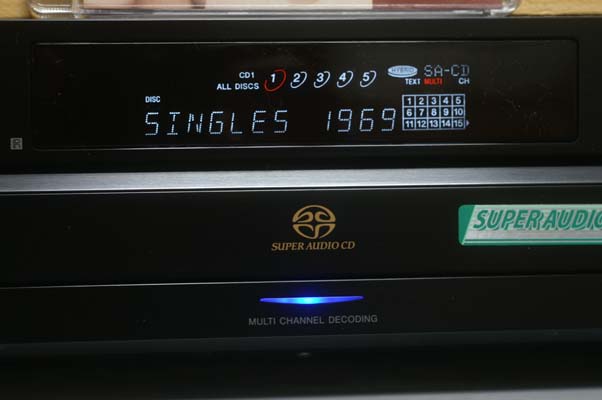 CD1
ALL DISCS 1 2 3 4 5
HYBRID SA-CD
TEXT MULTI CH
DISC
SINGLES 1969
1 2 3 4 5
6 7 8 9 10
11 12 13 14 15
SUPER AUDIO CD
SUPER AUDIO
MULTI CHANNEL DECODING